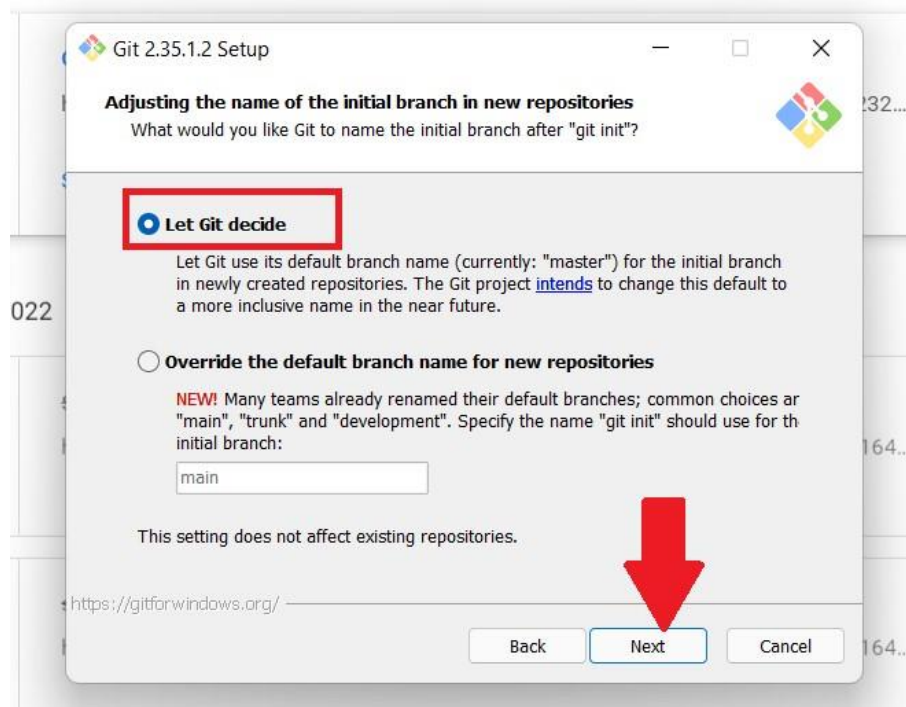 Git 2.35.1.2 Setup
Adjusting the name of the initial branch in new repositories
What would you like Git to name the initial branch after "git init"?
232...
Let Git decide
Let Git use its default branch name (currently: "master") for the initial branch
in newly created repositories. The Git project intends to change this default to
a more inclusive name in the near future.
022
Override the default branch name for new repositories
NEW! Many teams already renamed their default branches; common choices ar
"main", "trunk" and "development". Specify the name "git init" should use for th
initial branch:
164...
main
This setting does not affect existing repositories.
https://gitforwindows.org/
Back
Next
Cancel
164...